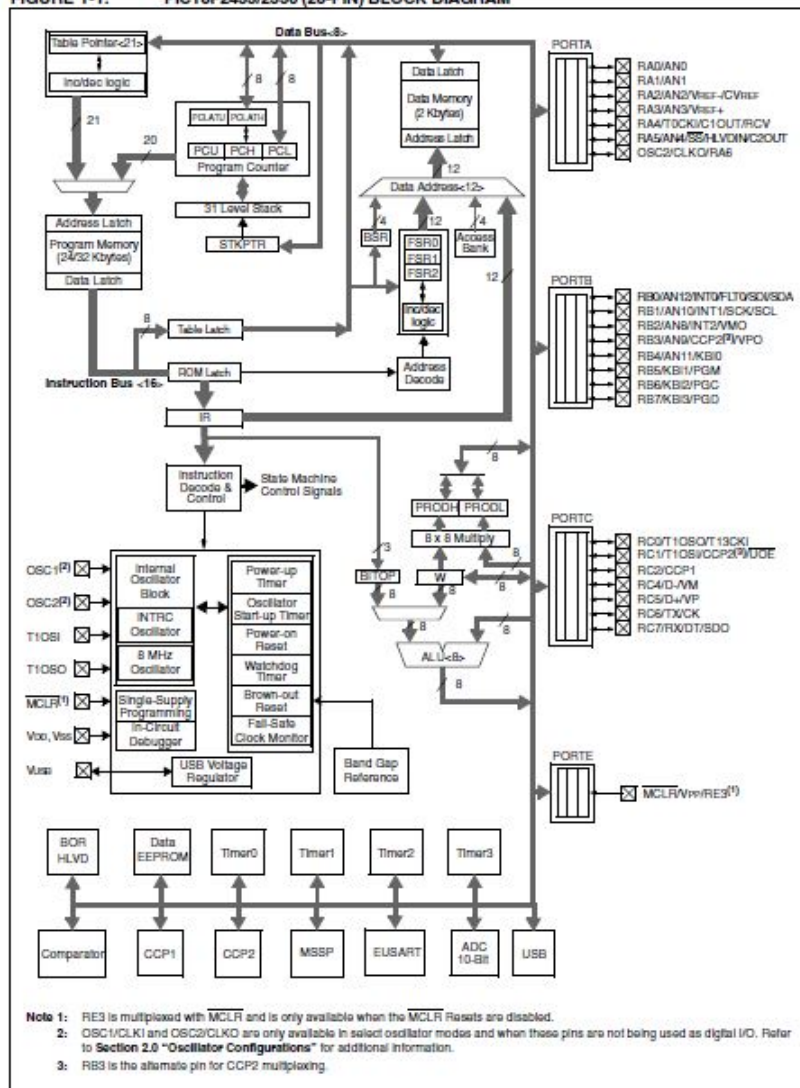 PIC18F2455/2550 (28-PIN) BLOCK DIAGRAM
Data Bus<8>
Table Pointer<21>
inc/dec logic
21
20
8
8
PCLATU PCLATH
PCU PCH PCL
Program Counter
31 Level Stack
STKPTR
Address Latch
Program Memory
(24/32 Kbytes)
Data Latch
8
Table Latch
Instruction Bus <16>
ROM Latch
IR
Data Latch
Data Memory
(2 Kbytes)
Address Latch
12
Data Address<12>
4
12
4
BSR
FSR0
FSR1
FSR2
Access
Bank
12
inc/dec
logic
Address
Decode
Instruction
Decode &
Control
State Machine
Control Signals
8
PRODH PRODL
8 x 8 Multiply
3
8
BITOP
W
8
8
8
8
ALU<8>
8
OSC1(2)
OSC2(2)
T1OSI
T1OSO
MCLR(1)
VDD, VSS
VUSB
Internal
Oscillator
Block
INTRC
Oscillator
8 MHz
Oscillator
Single-Supply
Programming
In-Circuit
Debugger
Power-up
Timer
Oscillator
Start-up Timer
Power-on
Reset
Watchdog
Timer
Brown-out
Reset
Fail-Safe
Clock Monitor
USB Voltage
Regulator
Band Gap
Reference
PORTA
RA0/AN0
RA1/AN1
RA2/AN2/VREF-/CVREF
RA3/AN3/VREF+
RA4/T0CKI/C1OUT/RCV
RA5/AN4/SS/HLVDIN/C2OUT
OSC2/CLKO/RA6
PORTB
RB0/AN12/INT0/FLT0/SDI/SDA
RB1/AN10/INT1/SCK/SCL
RB2/AN8/INT2/VMO
RB3/AN9/CCP2(3)/VPO
RB4/AN11/KBI0
RB5/KBI1/PGM
RB6/KBI2/PGC
RB7/KBI3/PGD
PORTC
RC0/T1OSO/T13CKI
RC1/T1OSI/CCP2(3)/UOE
RC2/CCP1
RC4/D-/VM
RC5/D+/VP
RC6/TX/CK
RC7/RX/DT/SDO
PORTE
MCLR/VPP/RE3(1)
BOR
HLVD
Data
EEPROM
Timer0
Timer1
Timer2
Timer3
Comparator
CCP1
CCP2
MSSP
EUSART
ADC
10-Bit
USB
Note 1: RE3 is multiplexed with MCLR and is only available when the MCLR Resets are disabled.
2: OSC1/CLKI and OSC2/CLKO are only available in select oscillator modes and when these pins are not being used as digital I/O. Refer
to Section 2.0 “Oscillator Configurations” for additional information.
3: RB3 is the alternate pin for CCP2 multiplexing.